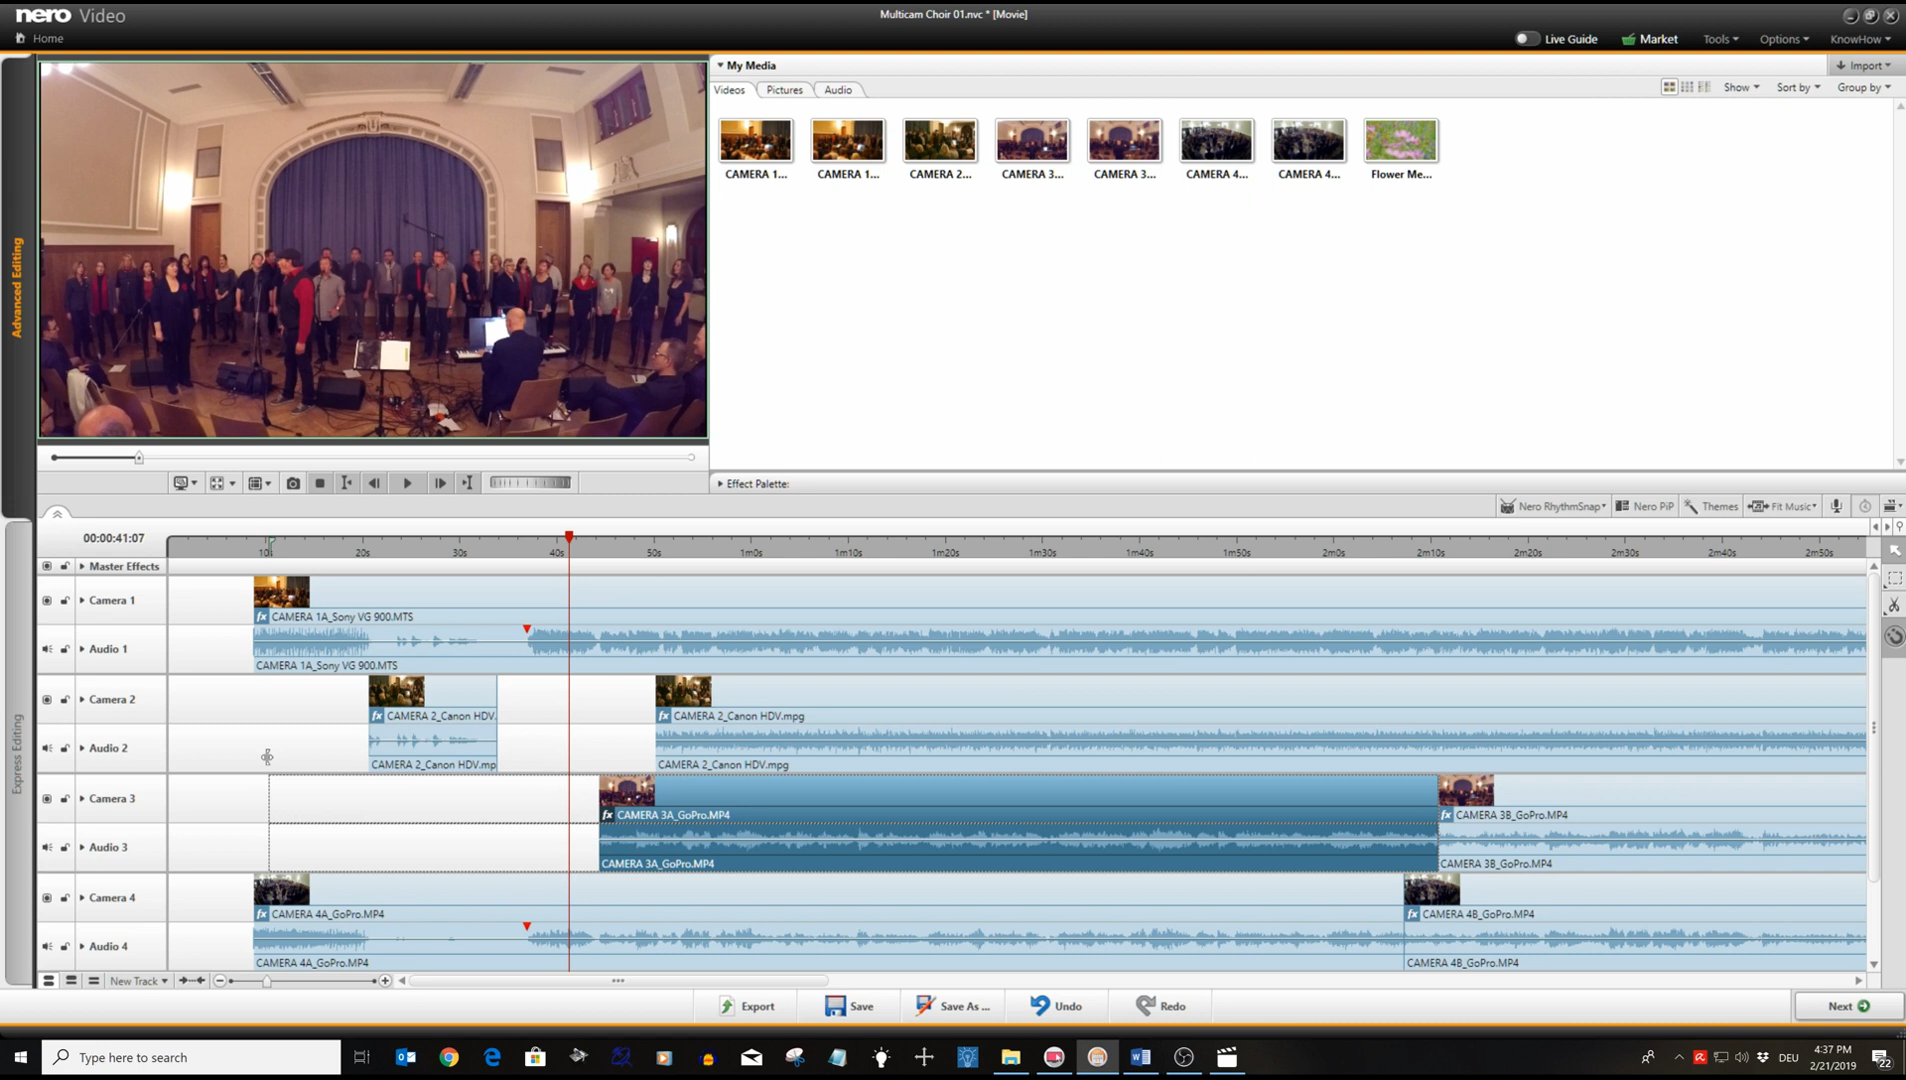 nero Video
Multicam Choir 01.nvc * [Movie]
Home
Live Guide
Market
Tools
Options
KnowHow
My Media
Import
Videos
Pictures
Audio
Show
Sort by
Group by
CAMERA 1...
CAMERA 1...
CAMERA 2...
CAMERA 3...
CAMERA 3...
CAMERA 4...
CAMERA 4...
Flower Me...
Advanced Editing
Express Editing
Effect Palette:
Nero RhythmSnap
Nero PiP
Themes
Fit Music
00:00:41:07
10s 20s 30s 40s 50s 1m0s 1m10s 1m20s 1m30s 1m40s 1m50s 2m0s 2m10s 2m20s 2m30s 2m40s 2m50s
Master Effects
Camera 1
fx CAMERA 1A_Sony VG 900.MTS
Audio 1
CAMERA 1A_Sony VG 900.MTS
Camera 2
fx CAMERA 2_Canon HDV.
fx CAMERA 2_Canon HDV.mpg
Audio 2
CAMERA 2_Canon HDV.mp
CAMERA 2_Canon HDV.mpg
Camera 3
fx CAMERA 3A_GoPro.MP4
fx CAMERA 3B_GoPro.MP4
Audio 3
CAMERA 3A_GoPro.MP4
CAMERA 3B_GoPro.MP4
Camera 4
fx CAMERA 4A_GoPro.MP4
fx CAMERA 4B_GoPro.MP4
Audio 4
CAMERA 4A_GoPro.MP4
CAMERA 4B_GoPro.MP4
New Track
Export
Save
Save As ...
Undo
Redo
Next
Type here to search
DEU
4:37 PM
2/21/2019
22